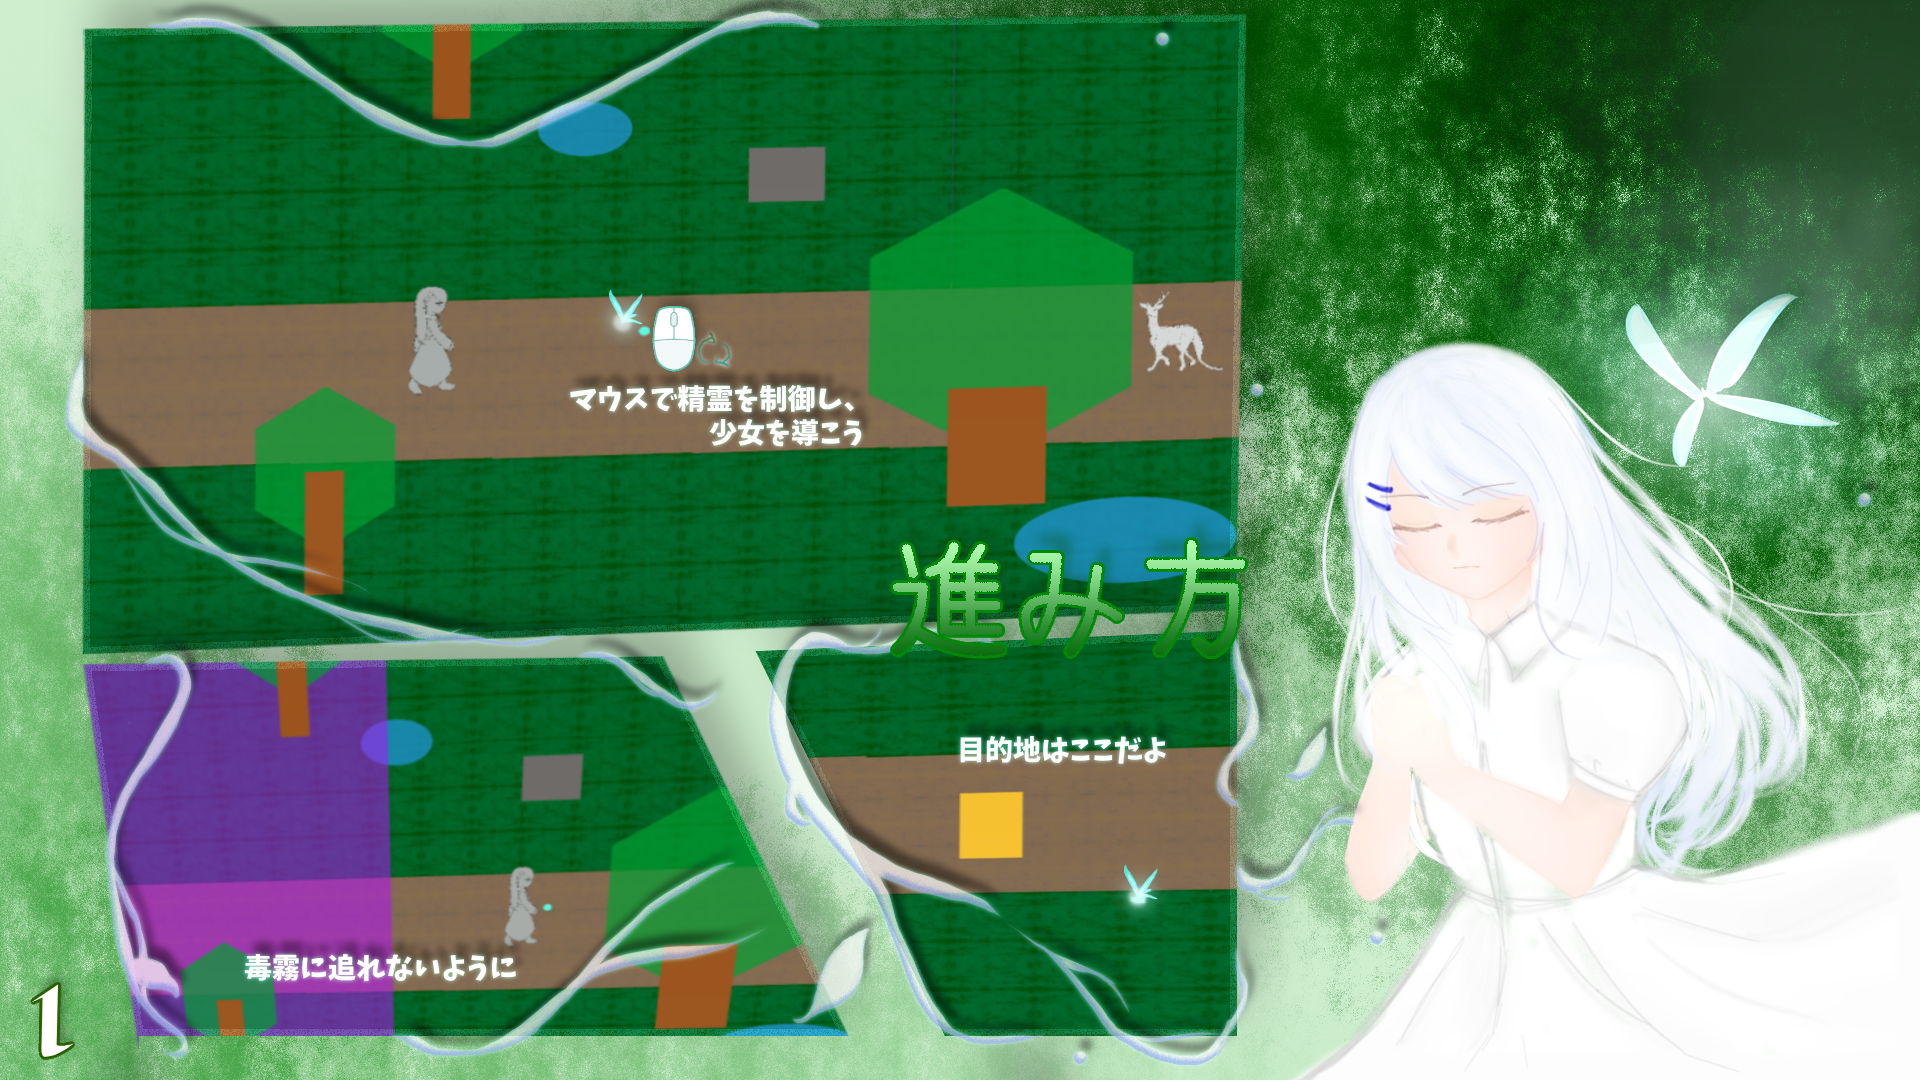 マウスで精霊を制御し、
少女を導こう
進み方
目的地はここだよ
毒霧に追れないように
1